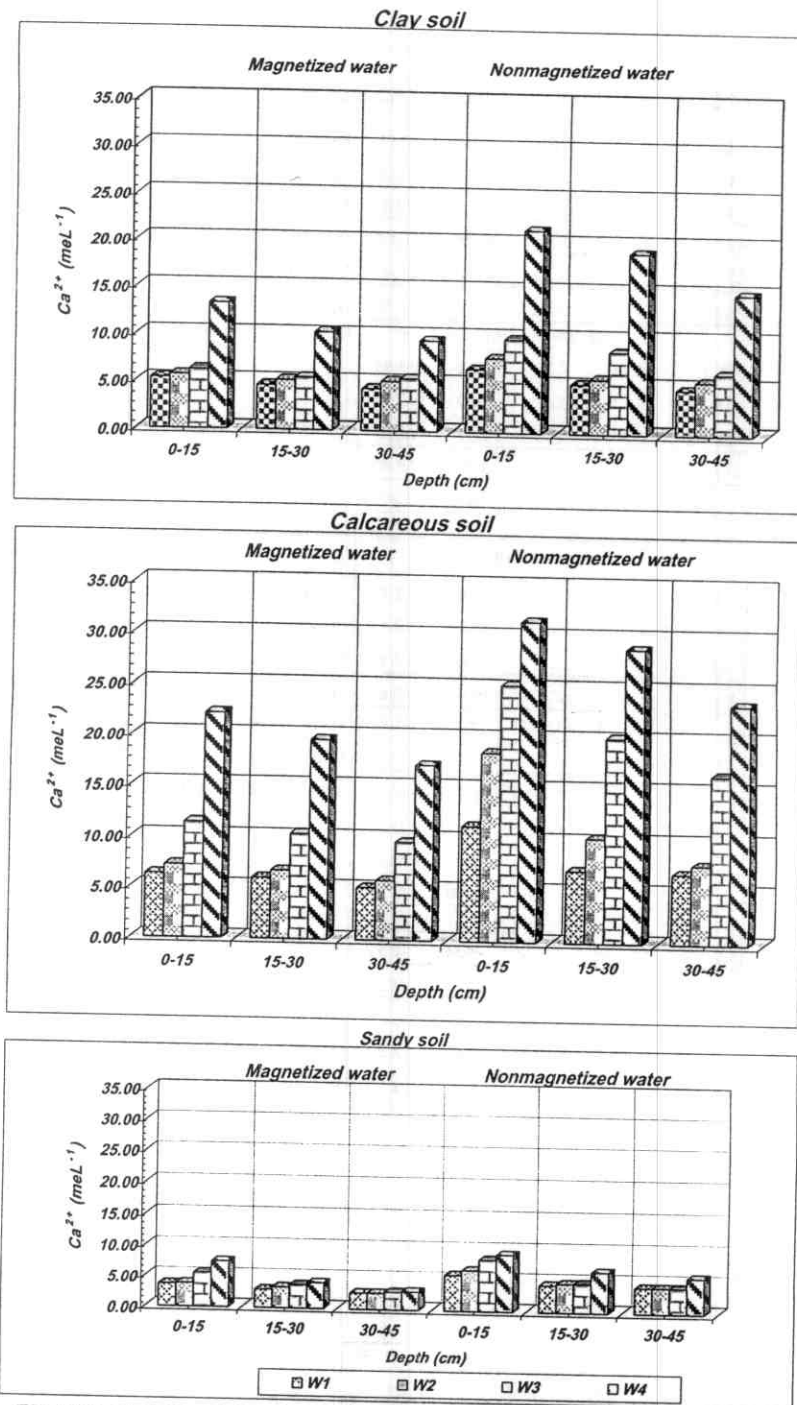 Clay soil
Magnetized water Nonmagnetized water
35.00
30.00
25.00
20.00
15.00
10.00
5.00
0.00
Ca²⁺ (meL⁻¹)
0-15 15-30 30-45 0-15 15-30 30-45
Depth (cm)
Calcareous soil
Magnetized water Nonmagnetized water
35.00
30.00
25.00
20.00
15.00
10.00
5.00
0.00
Ca²⁺ (meL⁻¹)
0-15 15-30 30-45 0-15 15-30 30-45
Depth (cm)
Sandy soil
Magnetized water Nonmagnetized water
35.00
30.00
25.00
20.00
15.00
10.00
5.00
0.00
Ca²⁺ (meL⁻¹)
0-15 15-30 30-45 0-15 15-30 30-45
Depth (cm)
W1 W2 W3 W4